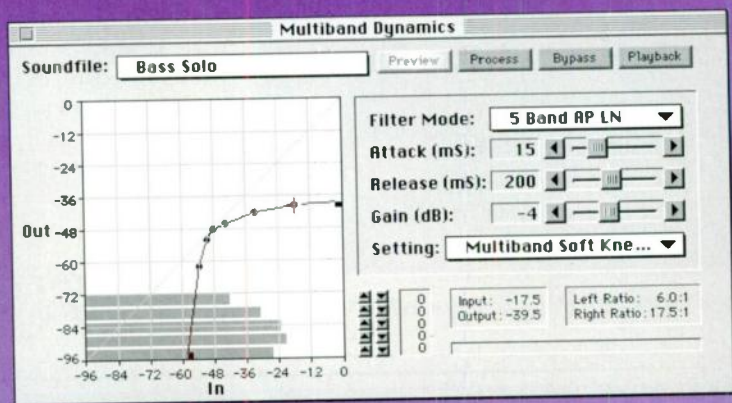 Multiband Dynamics
Soundfile: Bass Solo Preview Process Bypass Playback
0
-12
-24
-36
Out -48
-60
-72
-84
-96
-96 -84 -72 -60 -48 -36 -24 -12 0
In
Filter Mode: 5 Band AP LN
Attack (mS): 15
Release (mS): 200
Gain (dB): -4
Setting: Multiband Soft Kne...
0
0
0
0
0
Input: -17.5
Output: -39.5
Left Ratio: 6.0:1
Right Ratio: 17.5:1